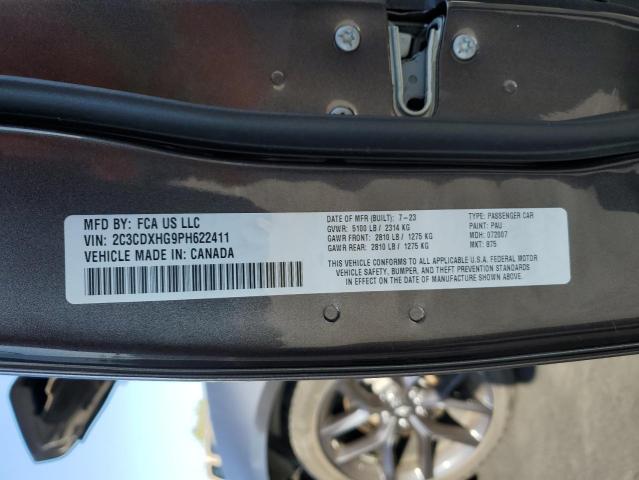 MFD BY: FCA US LLC
VIN: 2C3CDXHG9PH622411
VEHICLE MADE IN: CANADA
DATE OF MFR (BUILT): 7-23
GVWR: 5100 LB / 2314 KG
GAWR FRONT: 2810 LB / 1275 KG
GAWR REAR: 2810 LB / 1275 KG
TYPE: PASSENGER CAR
PAINT: PAU
MDH: 072007
MKT: 875
THIS VEHICLE CONFORMS TO ALL APPLICABLE U.S.A. FEDERAL MOTOR
VEHICLE SAFETY, BUMPER, AND THEFT PREVENTION STANDARDS
IN EFFECT ON THE DATE OF MANUFACTURE SHOWN ABOVE.